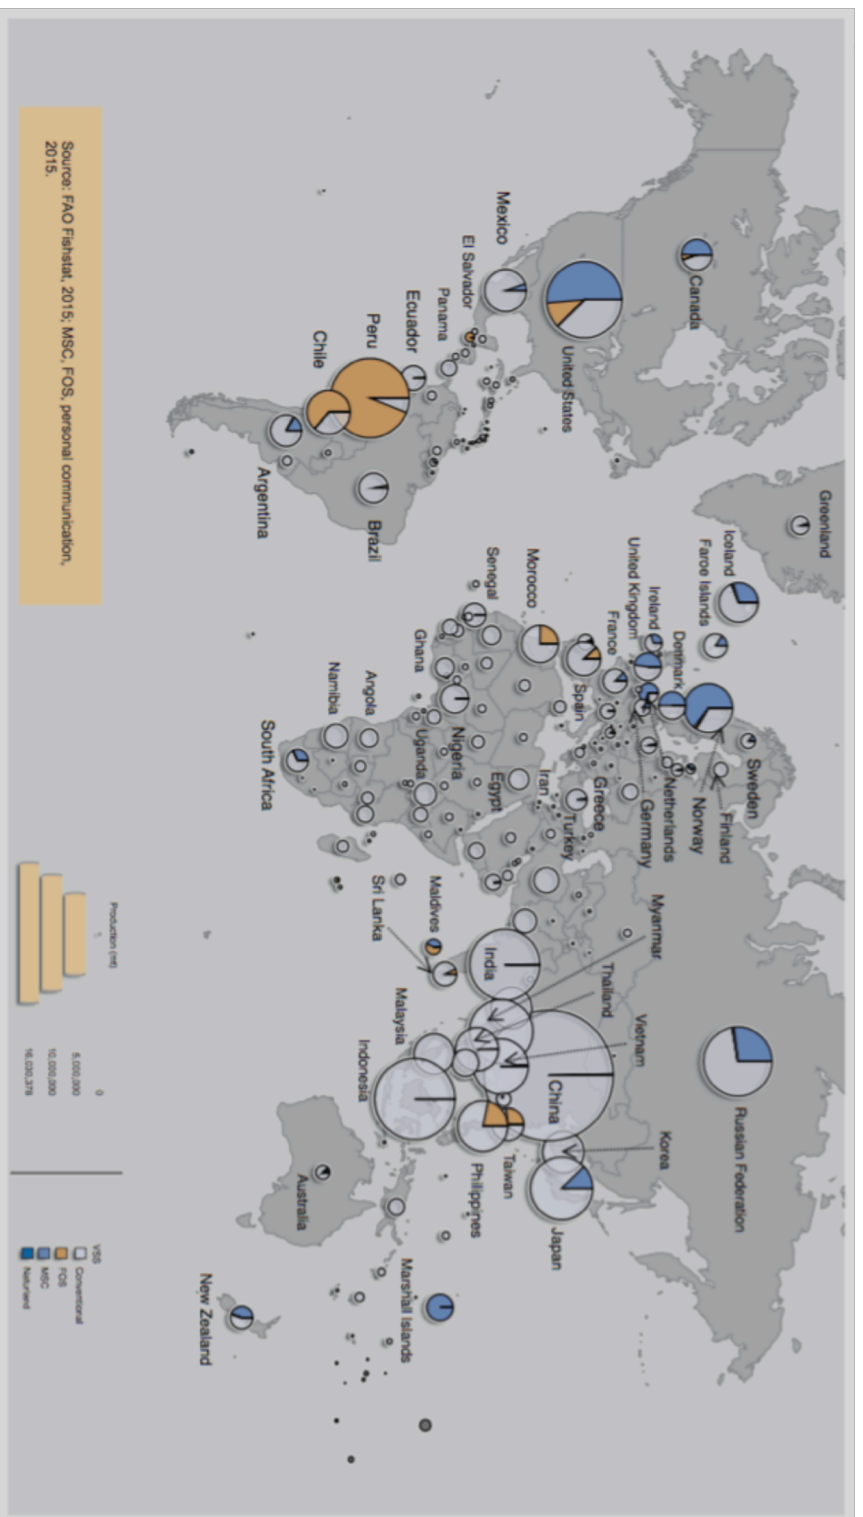 Greenland
Canada
Iceland
Faroe Islands
Sweden
Finland
Norway
Denmark
Ireland
United Kingdom
Netherlands
Germany
France
Russian Federation
United States
Spain
Greece
Turkey
Iran
Myanmar
Thailand
Vietnam
Korea
China
Japan
Taiwan
Philippines
Morocco
Egypt
India
Mexico
El Salvador
Panama
Ecuador
Senegal
Nigeria
Ghana
Uganda
Maldives
Sri Lanka
Malaysia
Indonesia
Marshall Islands
Peru
Chile
Brazil
Angola
Namibia
South Africa
Argentina
Australia
New Zealand
Source: FAO Fishstat, 2015; MSC, FOS, personal communication,
2015.
Production (mt)
0
5,000,000
10,000,000
16,030,378
VSS
Conventional
FOS
MSC
Naturland